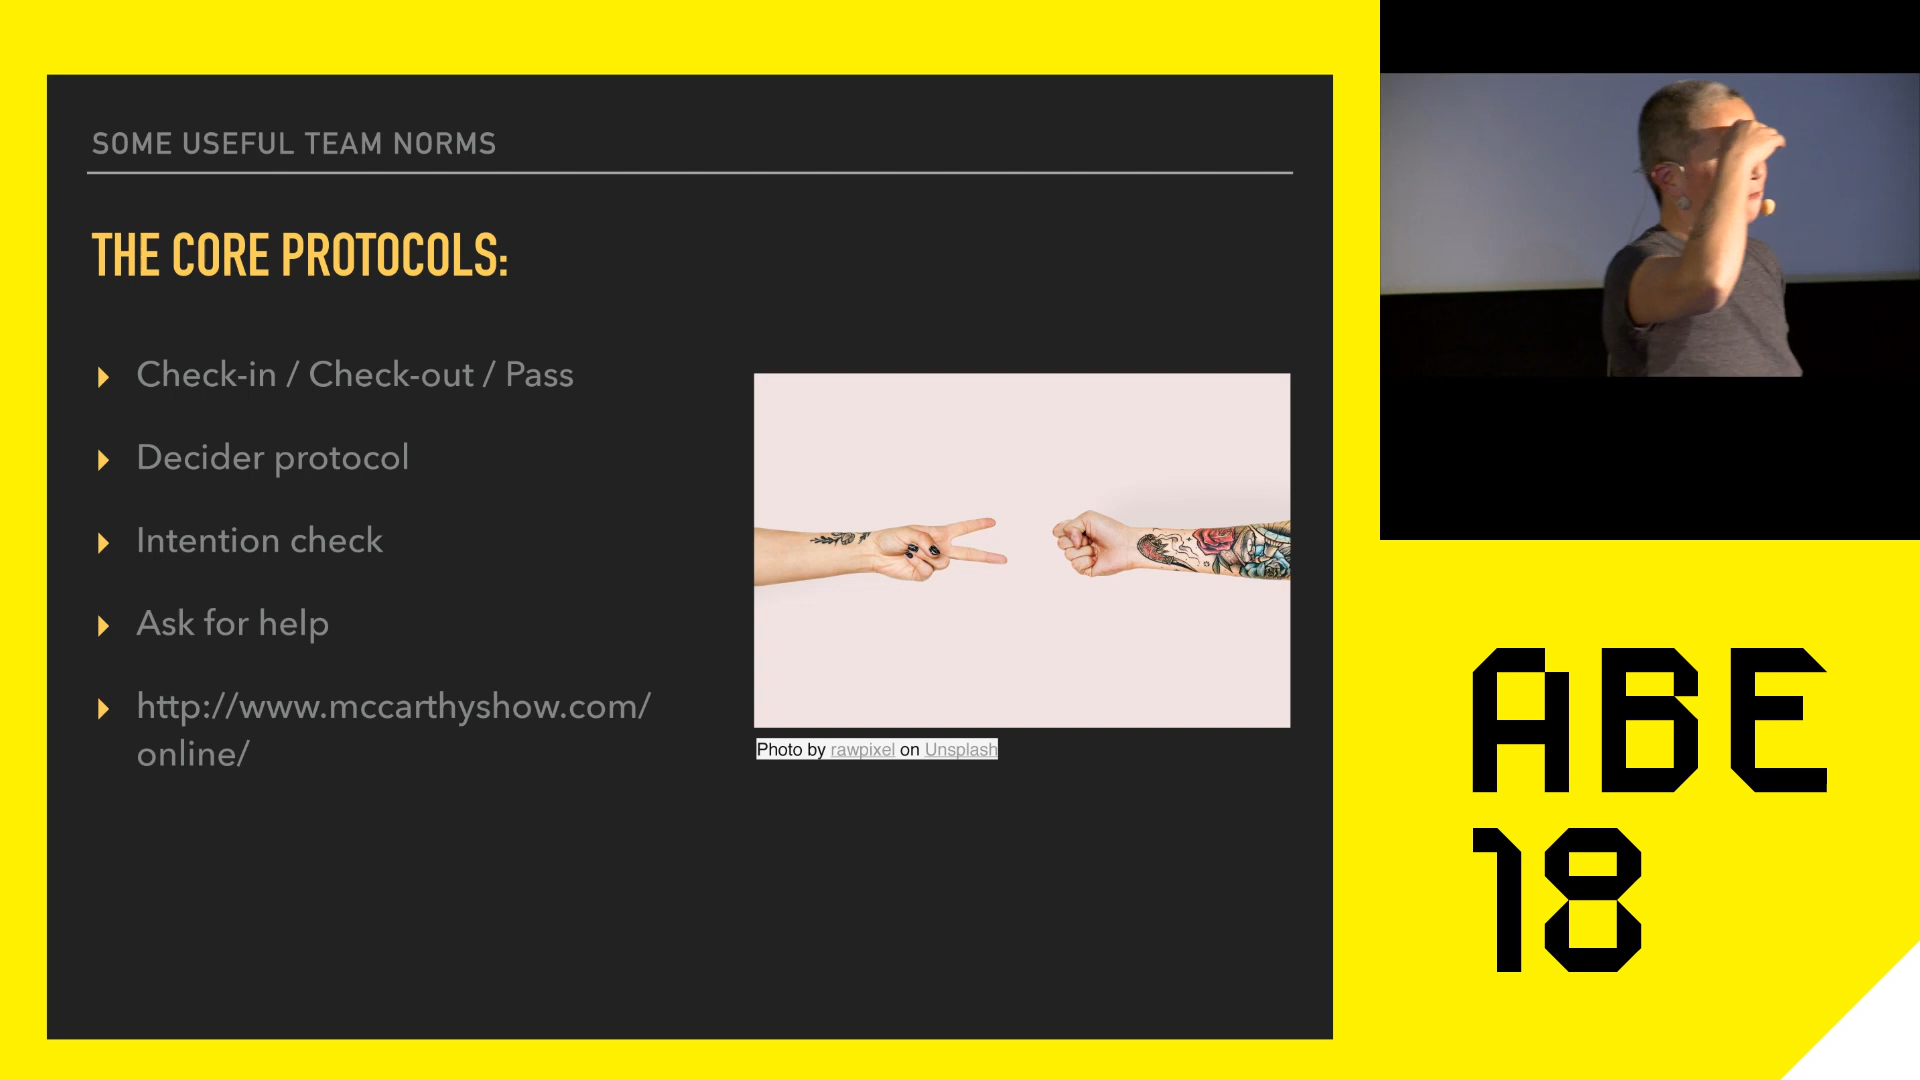 SOME USEFUL TEAM NORMS
THE CORE PROTOCOLS:
Check-in / Check-out / Pass
Decider protocol
Intention check
Ask for help
http://www.mccarthyshow.com/
online/
Photo by rawpixel on Unsplash
ABE
18